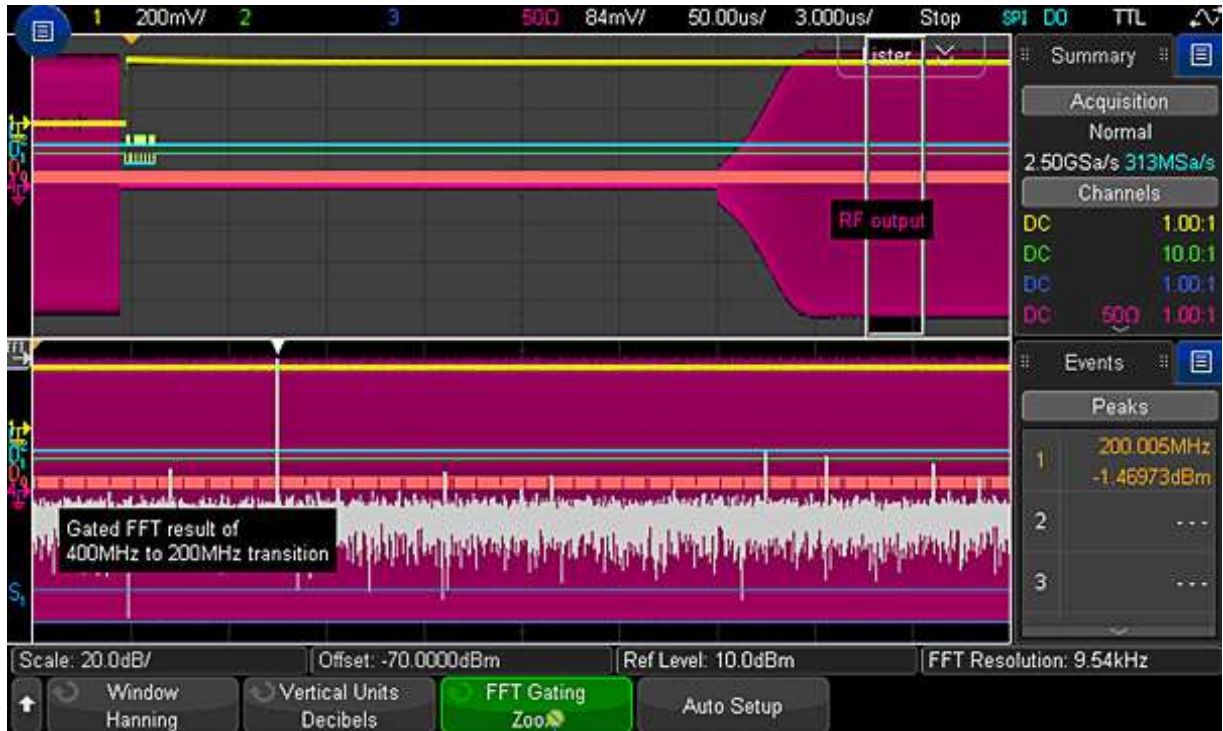 1 200mV/ 2 3 50Ω 84mV/ 50.00us/ 3.000us/ Stop SPI D0 TTL
Lister
Summary
Acquisition
Normal
2.50GSa/s 313MSa/s
Channels
DC 1.00:1
DC 10.0:1
DC 1.00:1
DC 50Ω 1.00:1
RF output
Events
Peaks
1 200.005MHz
-1.46973dBm
2 ---
3 ---
Gated FFT result of
400MHz to 200MHz transition
S1
Scale: 20.0dB/ Offset: -70.0000dBm Ref Level: 10.0dBm FFT Resolution: 9.54kHz
Window Vertical Units FFT Gating Auto Setup
Hanning Decibels Zoom